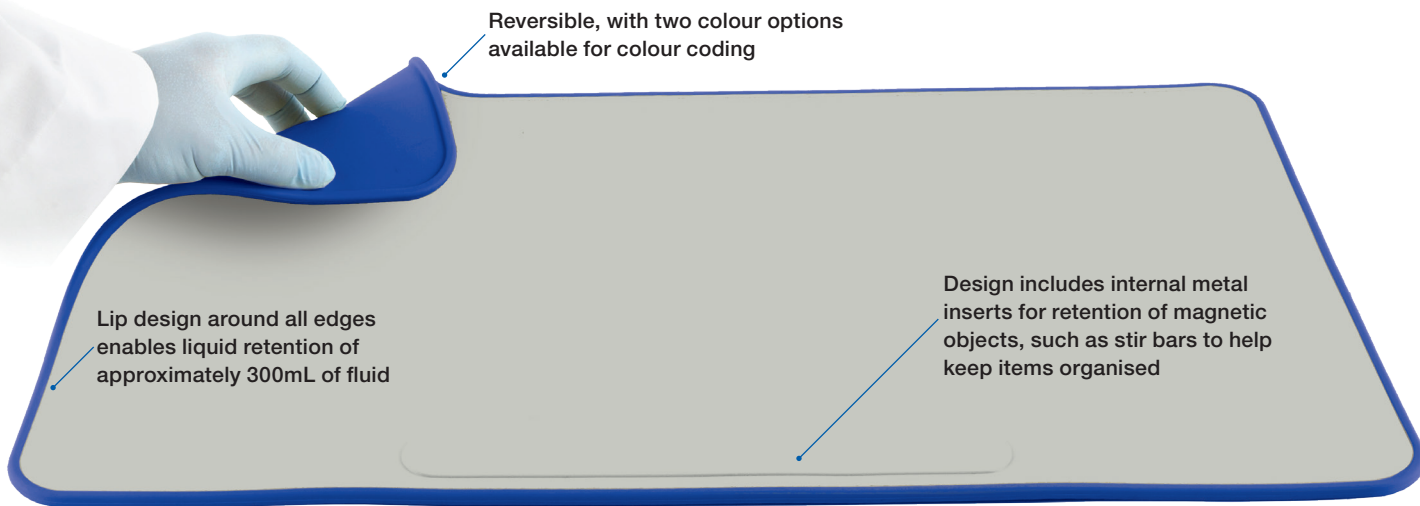 Reversible, with two colour options
available for colour coding
Lip design around all edges
enables liquid retention of
approximately 300mL of fluid
Design includes internal metal
inserts for retention of magnetic
objects, such as stir bars to help
keep items organised